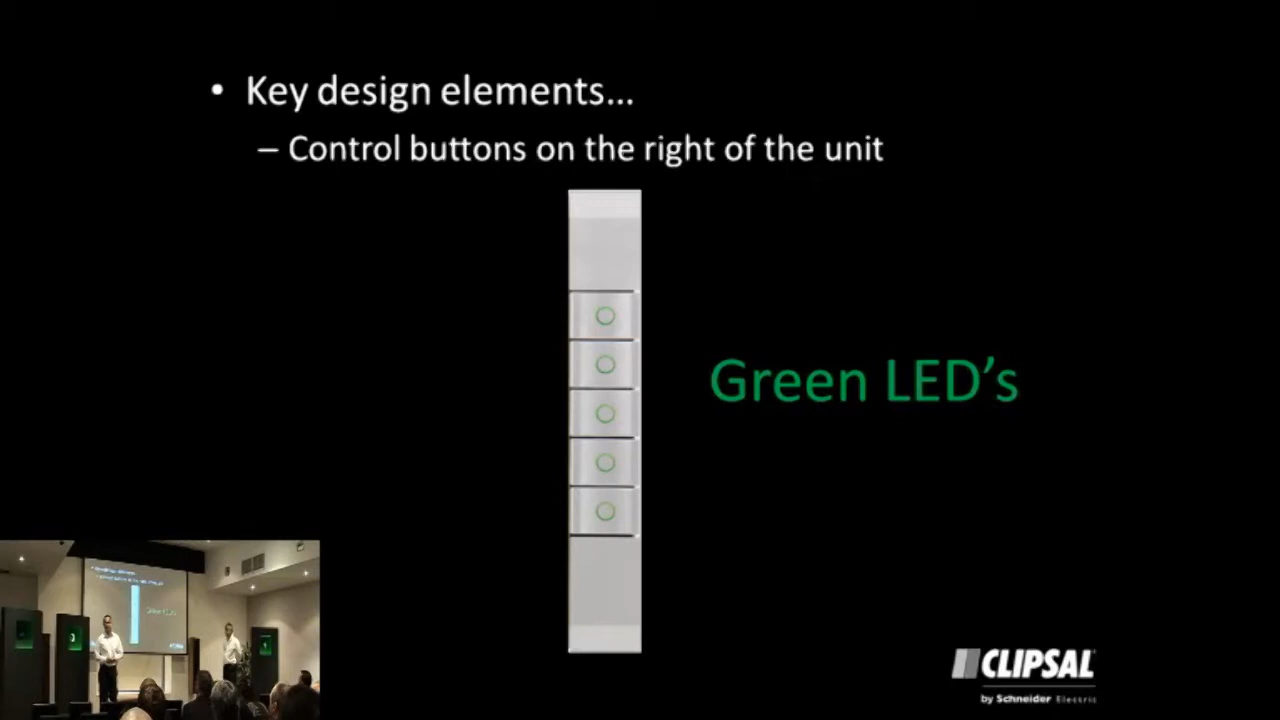 • Key design elements...
– Control buttons on the right of the unit
Green LED’s
CLIPSAL
by Schneider Electric